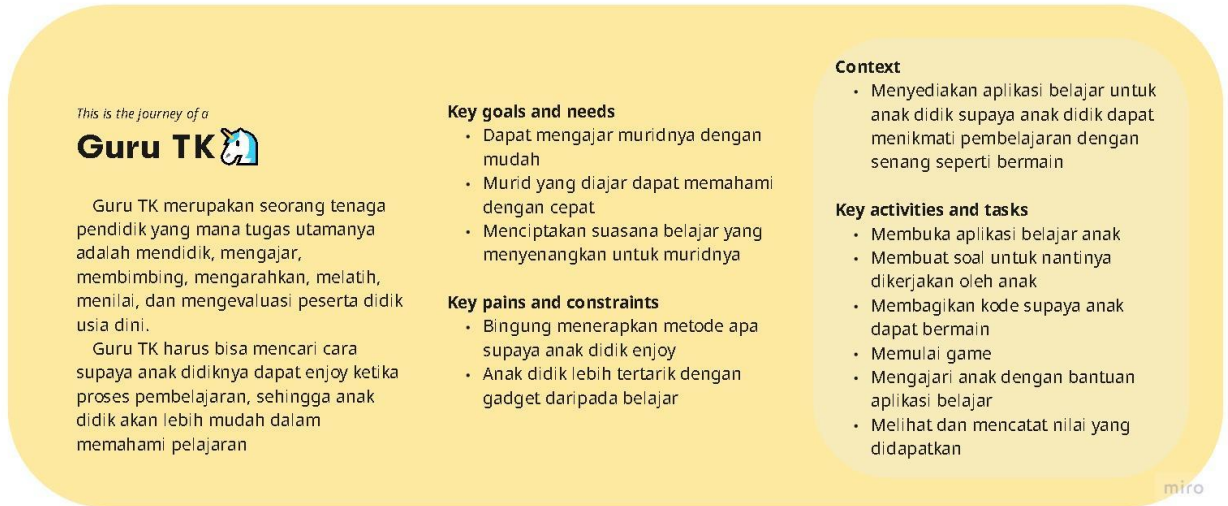 This is the journey of a
Guru TK
Guru TK merupakan seorang tenaga
pendidik yang mana tugas utamanya
adalah mendidik, mengajar,
membimbing, mengarahkan, melatih,
menilai, dan mengevaluasi peserta didik
usia dini.
Guru TK harus bisa mencari cara
supaya anak didiknya dapat enjoy ketika
proses pembelajaran, sehingga anak
didik akan lebih mudah dalam
memahami pelajaran
Key goals and needs
• Dapat mengajar muridnya dengan
mudah
• Murid yang diajar dapat memahami
dengan cepat
• Menciptakan suasana belajar yang
menyenangkan untuk muridnya
Key pains and constraints
• Bingung menerapkan metode apa
supaya anak didik enjoy
• Anak didik lebih tertarik dengan
gadget daripada belajar
Context
• Menyediakan aplikasi belajar untuk
anak didik supaya anak didik dapat
menikmati pembelajaran dengan
senang seperti bermain
Key activities and tasks
• Membuka aplikasi belajar anak
• Membuat soal untuk nantinya
dikerjakan oleh anak
• Membagikan kode supaya anak
dapat bermain
• Memulai game
• Mengajari anak dengan bantuan
aplikasi belajar
• Melihat dan mencatat nilai yang
didapatkan
miro